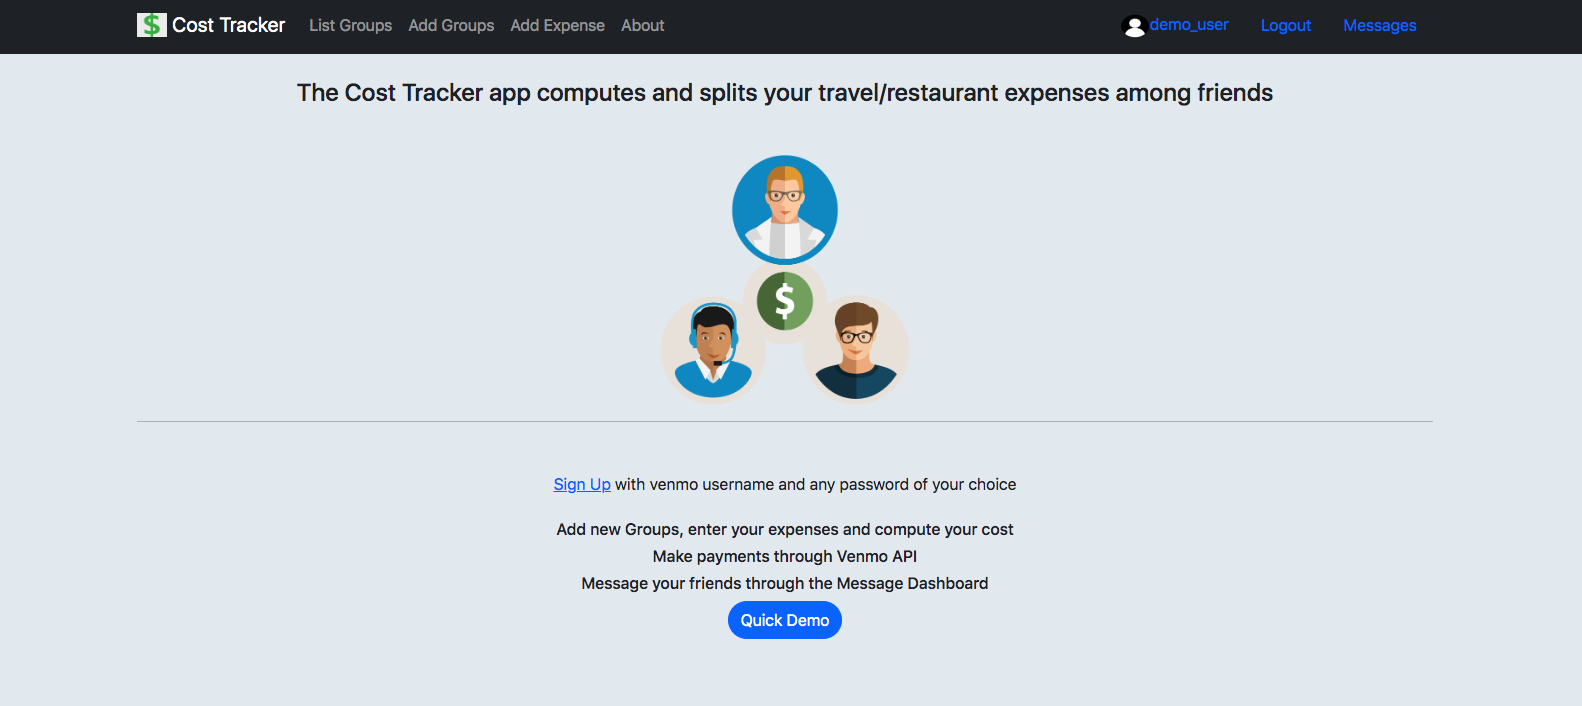 $ Cost Tracker List Groups Add Groups Add Expense About demo_user Logout Messages
The Cost Tracker app computes and splits your travel/restaurant expenses among friends
$
Sign Up with venmo username and any password of your choice
Add new Groups, enter your expenses and compute your cost
Make payments through Venmo API
Message your friends through the Message Dashboard
Quick Demo